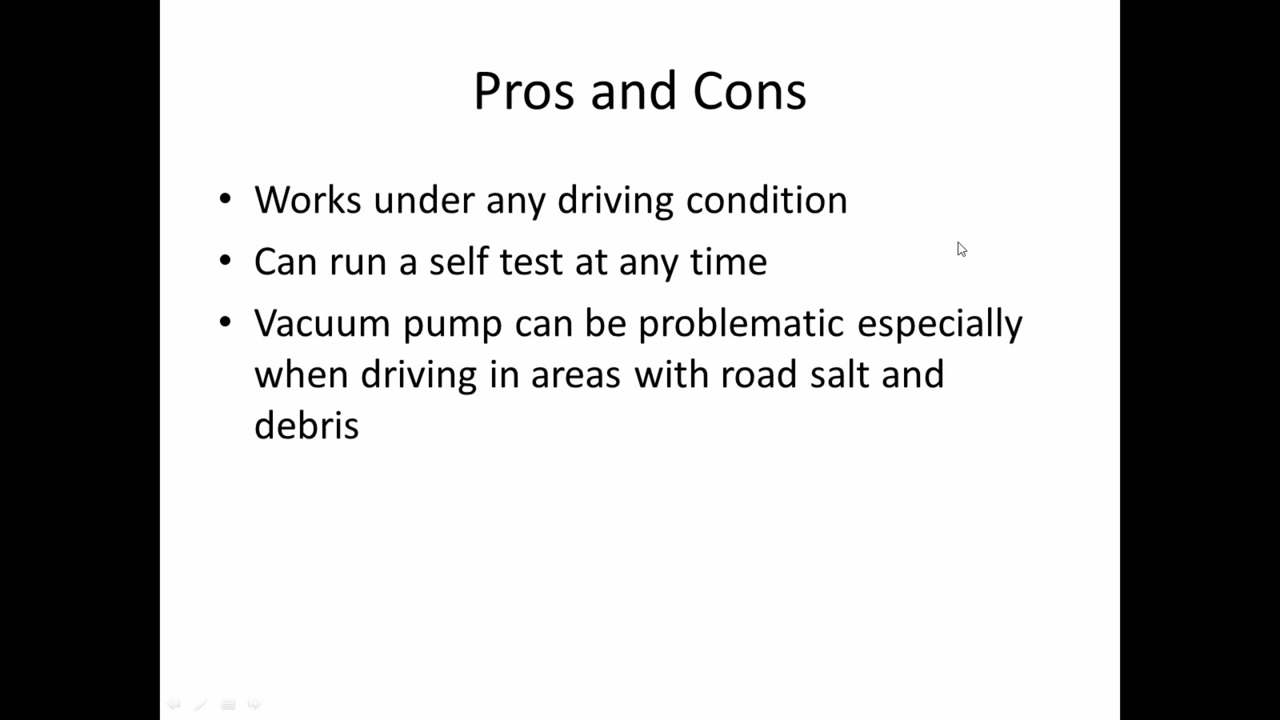 Pros and Cons
• Works under any driving condition
• Can run a self test at any time
• Vacuum pump can be problematic especially
when driving in areas with road salt and
debris